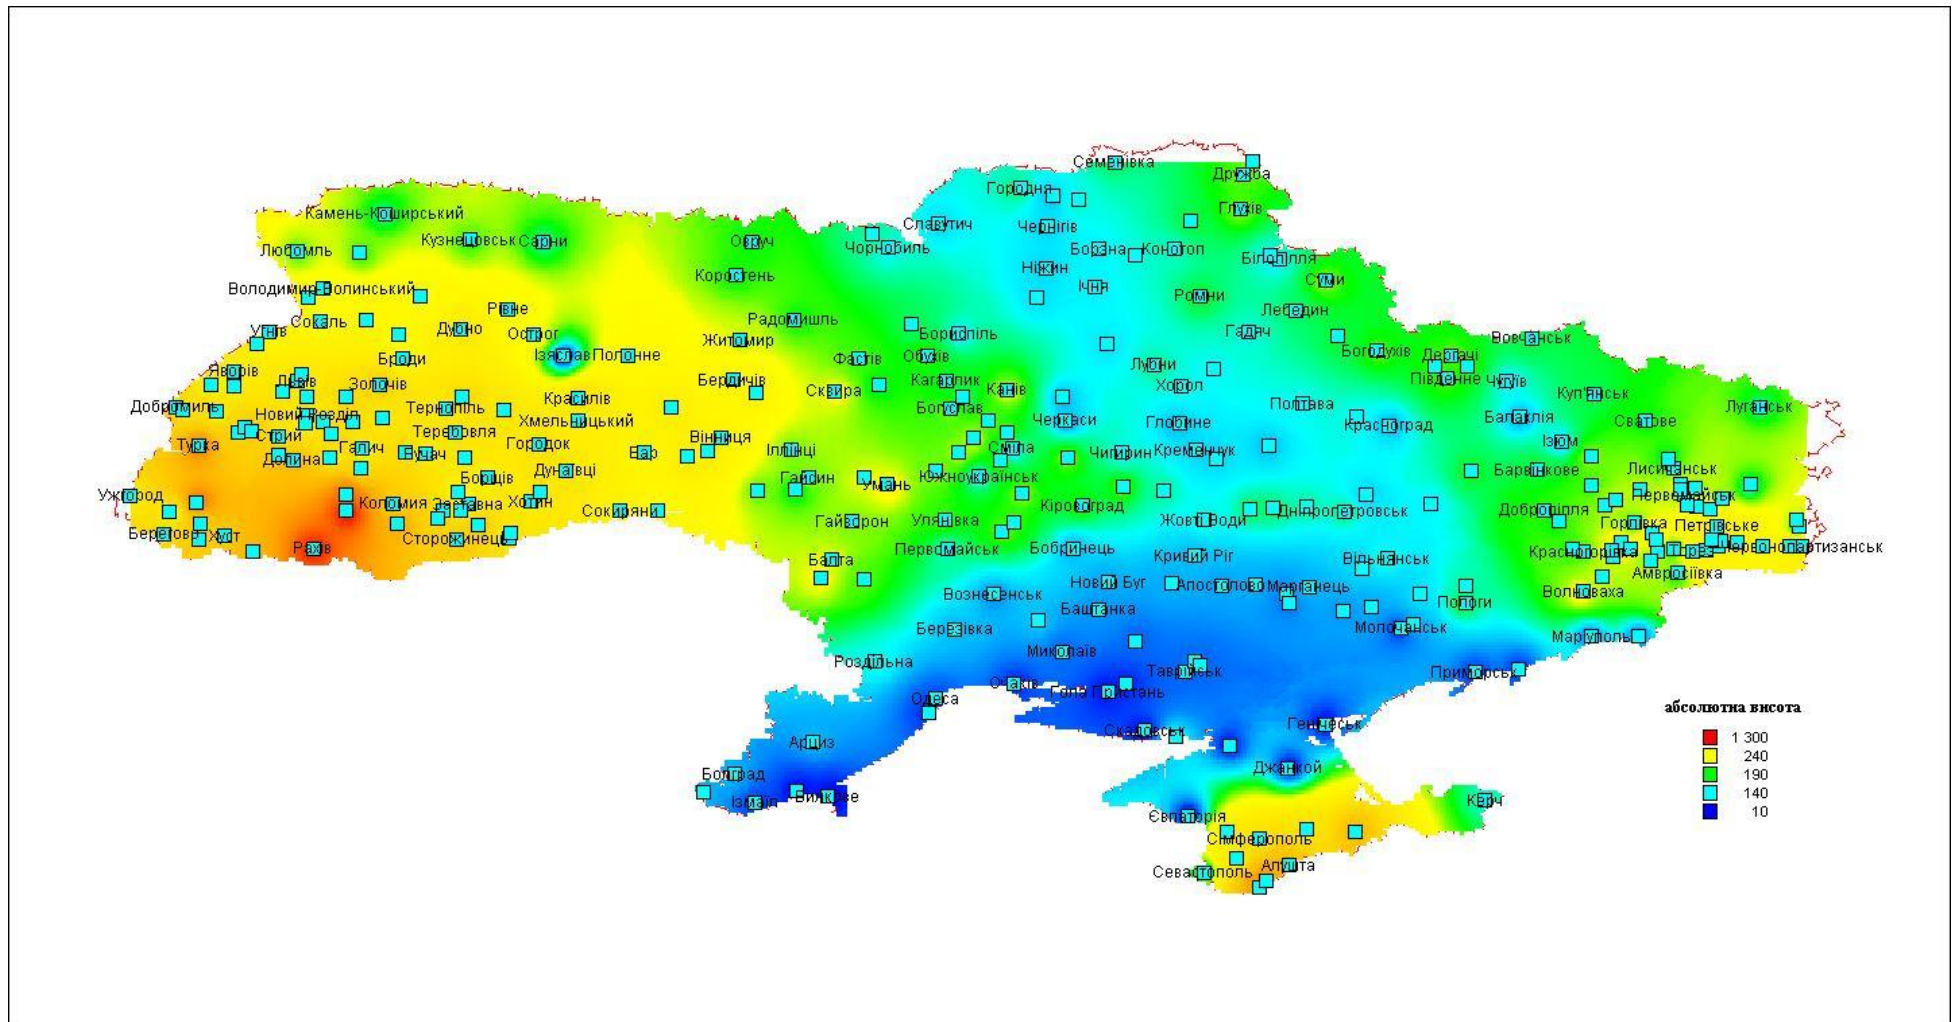 Семенівка
Дружба
Городня
Камень-Каширський
Глухів
Славутич
Чернігів
Кузнецовськ
Сарни
Овруч
Чорнобиль
Борзна
Конотоп
Любомль
Білопілля
Ніжин
Коростень
Суми
Володимир-Волинський
Ічня
Ромни
Рівне
Лебедин
Сокаль
Радомишль
Угнів
Дубно
Острог
Бориспіль
Гадяч
Житомир
Вовчанськ
Ізяслав
Полонне
Броди
Фастів
Обухів
Богодухів
Дергачі
Лубни
Яворів
Львів
Золочів
Бердичів
Кагарлик
Хорол
Південне
Чугуїв
Сквира
Канів
Куп'янськ
Красилів
Добромиль
Новий Розділ
Тернопіль
Богуслав
Полтава
Луганськ
Хмельницький
Черкаси
Глобине
Красноград
Балаклія
Сватове
Стрий
Теребовля
Вінниця
Турка
Галич
Бучач
Городок
Бар
Іллінці
Сміла
Чигирин
Кременчук
Ізюм
Долина
Дунаївці
Барвінкове
Лисичанськ
Борщів
Гайсин
Умань
Южноукраїнськ
Ужгород
Коломия
Заставна
Хотин
Первомайськ
Сокиряни
Кіровоград
Дніпропетровськ
Добропілля
Гайворон
Улянівка
Жовті Води
Горлівка
Петрівське
Берегово
Хуст
Рахів
Сторожинець
Первомайськ
Бобринець
Кривий Ріг
Вільнянськ
Красногорівка
Торез
Червонопартизанськ
Балта
Амвросіївка
Новий Буг
Апостолово
Марганець
Вознесенськ
Волноваха
Баштанка
Пологи
Березівка
Молочанськ
Маріуполь
Миколаїв
Роздільна
Таврійськ
Приморськ
Очаків
Гола Пристань
Одеса
абсолютна висота
Скадовськ
Генічеськ
1 300
Арциз
240
Болград
Джанкой
190
Ізмаїл
Вилкове
Керч
140
Євпаторія
10
Сімферополь
Севастополь
Алушта